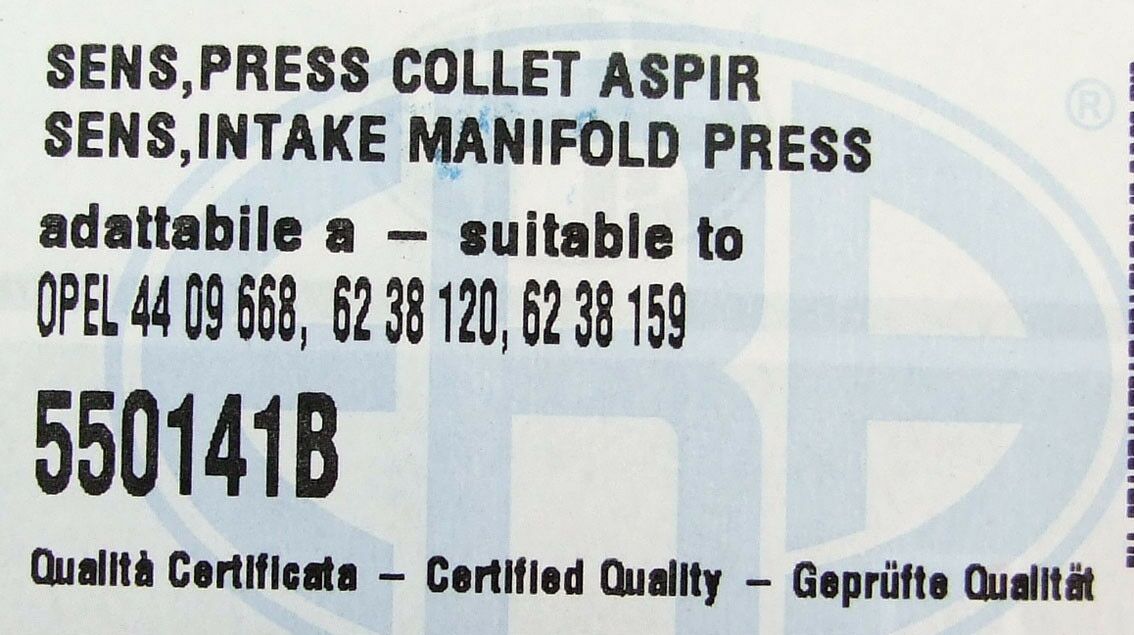 SENS,PRESS COLLET ASPIR
SENS,INTAKE MANIFOLD PRESS
adattabile a – suitable to
OPEL 44 09 668, 62 38 120, 62 38 159
550141B
Qualità Certificata – Certified Quality – Geprüfte Qualität
ERA
®